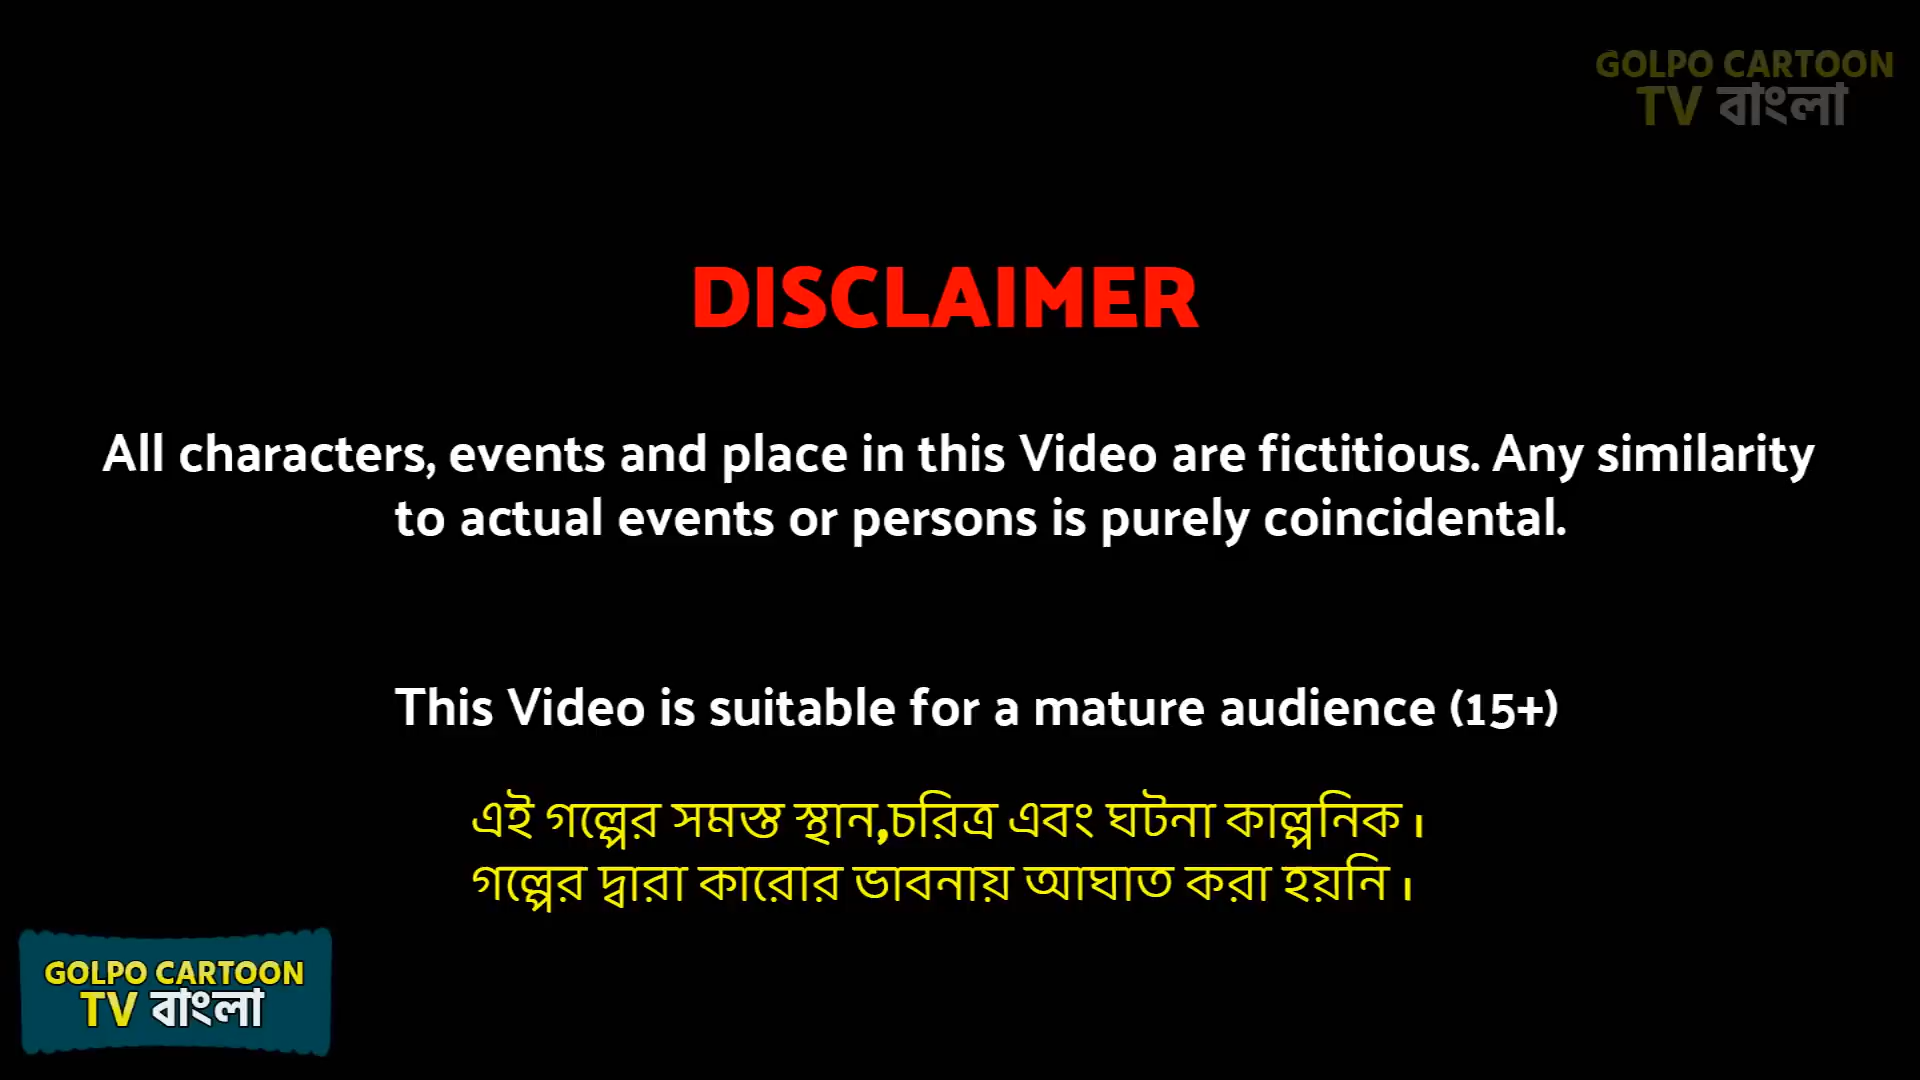 GOLPO CARTOON
TV বাংলা
DISCLAIMER
All characters, events and place in this Video are fictitious. Any similarity
to actual events or persons is purely coincidental.
This Video is suitable for a mature audience (15+)
এই গল্পের সমস্ত স্থান,চরিত্র এবং ঘটনা কাল্পনিক।
গল্পের দ্বারা কারোর ভাবনায় আঘাত করা হয়নি।
GOLPO CARTOON
TV বাংলা